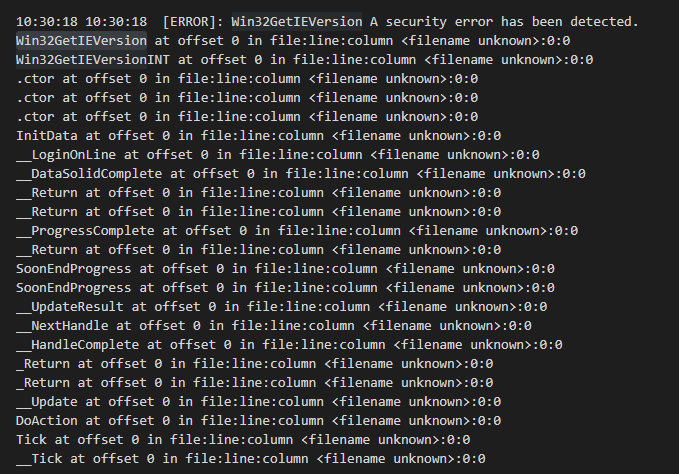 10:30:18 10:30:18  [ERROR]: Win32GetIEVersion A security error has been detected.
Win32GetIEVersion at offset 0 in file:line:column <filename unknown>:0:0
Win32GetIEVersionINT at offset 0 in file:line:column <filename unknown>:0:0
.ctor at offset 0 in file:line:column <filename unknown>:0:0
.ctor at offset 0 in file:line:column <filename unknown>:0:0
.ctor at offset 0 in file:line:column <filename unknown>:0:0
InitData at offset 0 in file:line:column <filename unknown>:0:0
__LoginOnLine at offset 0 in file:line:column <filename unknown>:0:0
__DataSolidComplete at offset 0 in file:line:column <filename unknown>:0:0
__Return at offset 0 in file:line:column <filename unknown>:0:0
__Return at offset 0 in file:line:column <filename unknown>:0:0
__ProgressComplete at offset 0 in file:line:column <filename unknown>:0:0
__Return at offset 0 in file:line:column <filename unknown>:0:0
SoonEndProgress at offset 0 in file:line:column <filename unknown>:0:0
SoonEndProgress at offset 0 in file:line:column <filename unknown>:0:0
__UpdateResult at offset 0 in file:line:column <filename unknown>:0:0
__NextHandle at offset 0 in file:line:column <filename unknown>:0:0
__HandleComplete at offset 0 in file:line:column <filename unknown>:0:0
_Return at offset 0 in file:line:column <filename unknown>:0:0
_Return at offset 0 in file:line:column <filename unknown>:0:0
__Update at offset 0 in file:line:column <filename unknown>:0:0
DoAction at offset 0 in file:line:column <filename unknown>:0:0
Tick at offset 0 in file:line:column <filename unknown>:0:0
__Tick at offset 0 in file:line:column <filename unknown>:0:0